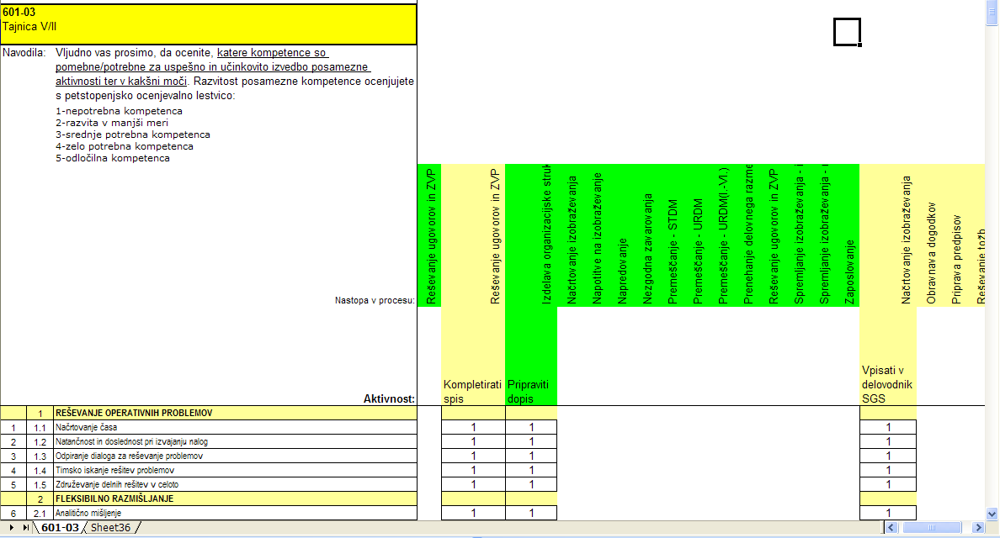 601-03
Tajnica V/II
Navodila: Vljudno vas prosimo, da ocenite, katere kompetence so
pomebne/potrebne za uspešno in učinkovito izvedbo posamezne
aktivnosti ter v kakšni moči. Razvitost posamezne kompetence ocenjujete
s petstopenjsko ocenjevalno lestvico:
1-nepotrebna kompetenca
2-razvita v manjši meri
3-srednje potrebna kompetenca
4-zelo potrebna kompetenca
5-odločilna kompetenca
Nastopa v procesu:
Reševanje ugovorov in ZVP
Reševanje ugovorov in ZVP
Izdelava organizacijske struk
Načrtovanje izobraževanja
Napotitve na izobraževanje
Napredovanje
Nezgodna zavarovanja
Premeščanje - STDM
Premeščanje - URDM
Premeščanje - URDM(I.-VI.)
Prenehanje delovnega razme
Reševanje ugovorov in ZVP
Spremljanje izobraževanja -
Spremljanje izobraževanja -
Zaposlovanje
Načrtovanje izobraževanja
Obravnava dogodkov
Priprava predpisov
Reševanje tožb
Aktivnost:
Kompletirati
spis
Pripraviti
dopis
Vpisati v
delovodnik
SGS
1 REŠEVANJE OPERATIVNIH PROBLEMOV
1 1.1 Načrtovanje časa 1 1 1
2 1.2 Natančnost in doslednost pri izvajanju nalog 1 1 1
3 1.3 Odpiranje dialoga za reševanje problemov 1 1 1
4 1.4 Timsko iskanje rešitev problemov 1 1 1
5 1.5 Združevanje delnih rešitev v celoto 1 1 1
2 FLEKSIBILNO RAZMIŠLJANJE
6 2.1 Analitično mišljenje 1 1 1
601-03 Sheet36